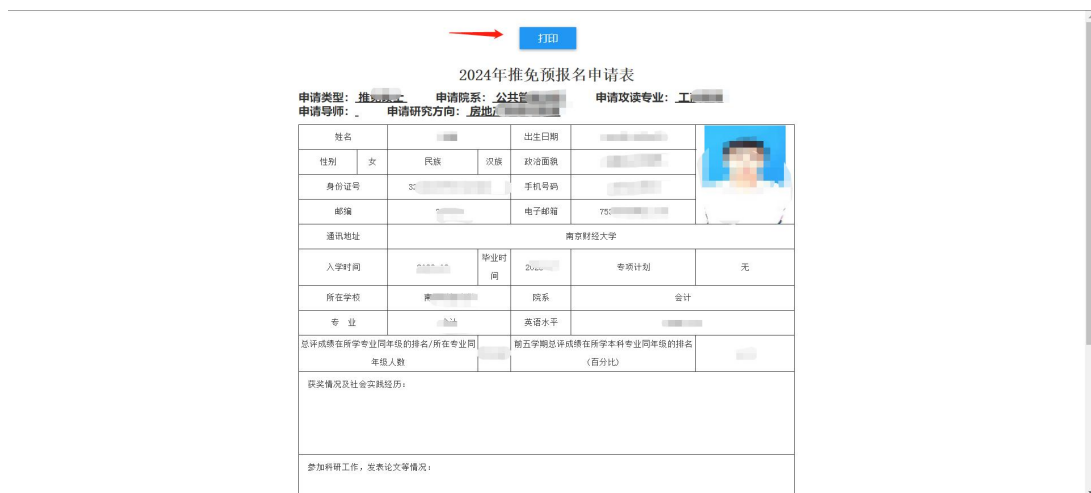 打印
2024年推免预报名申请表
申请类型： 申请院系：公共 申请攻读专业：工
申请导师： 申请研究方向：房地
姓名 出生日期
性别 女 民族 汉族 政治面貌
身份证号 32 手机号码
邮编 电子邮箱 752
通讯地址 南京财经大学
入学时间 毕业时间 专项计划 无
所在学校 南 院系 会计
专 业 英语水平
总评成绩在所学专业同年级的排名/所在专业同年级人数 前五学期总评成绩在所学本科专业同年级的排名（百分比）
获奖情况及社会实践经历：
参加科研工作，发表论文等情况：